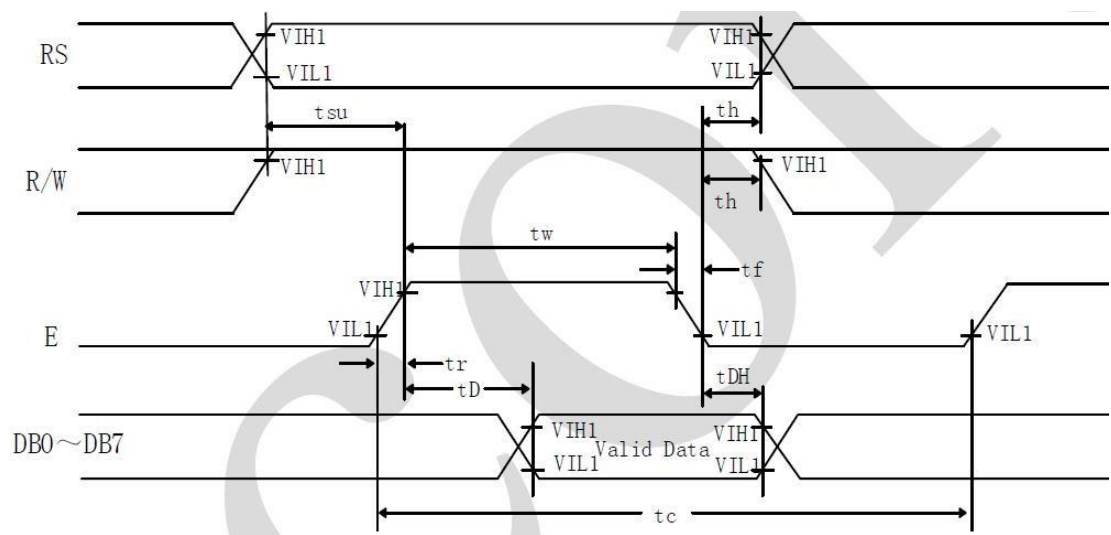 VIH1 VIH1
RS
VIL1 VIL1
tsu th
VIH1 VIH1
R/W
th
tw
tf
VIH1
VIL1 VIL1 VIL1
E
tr
tD tDH
VIH1 VIH1
DB0～DB7 Valid Data
VIL1 VIL1
tc